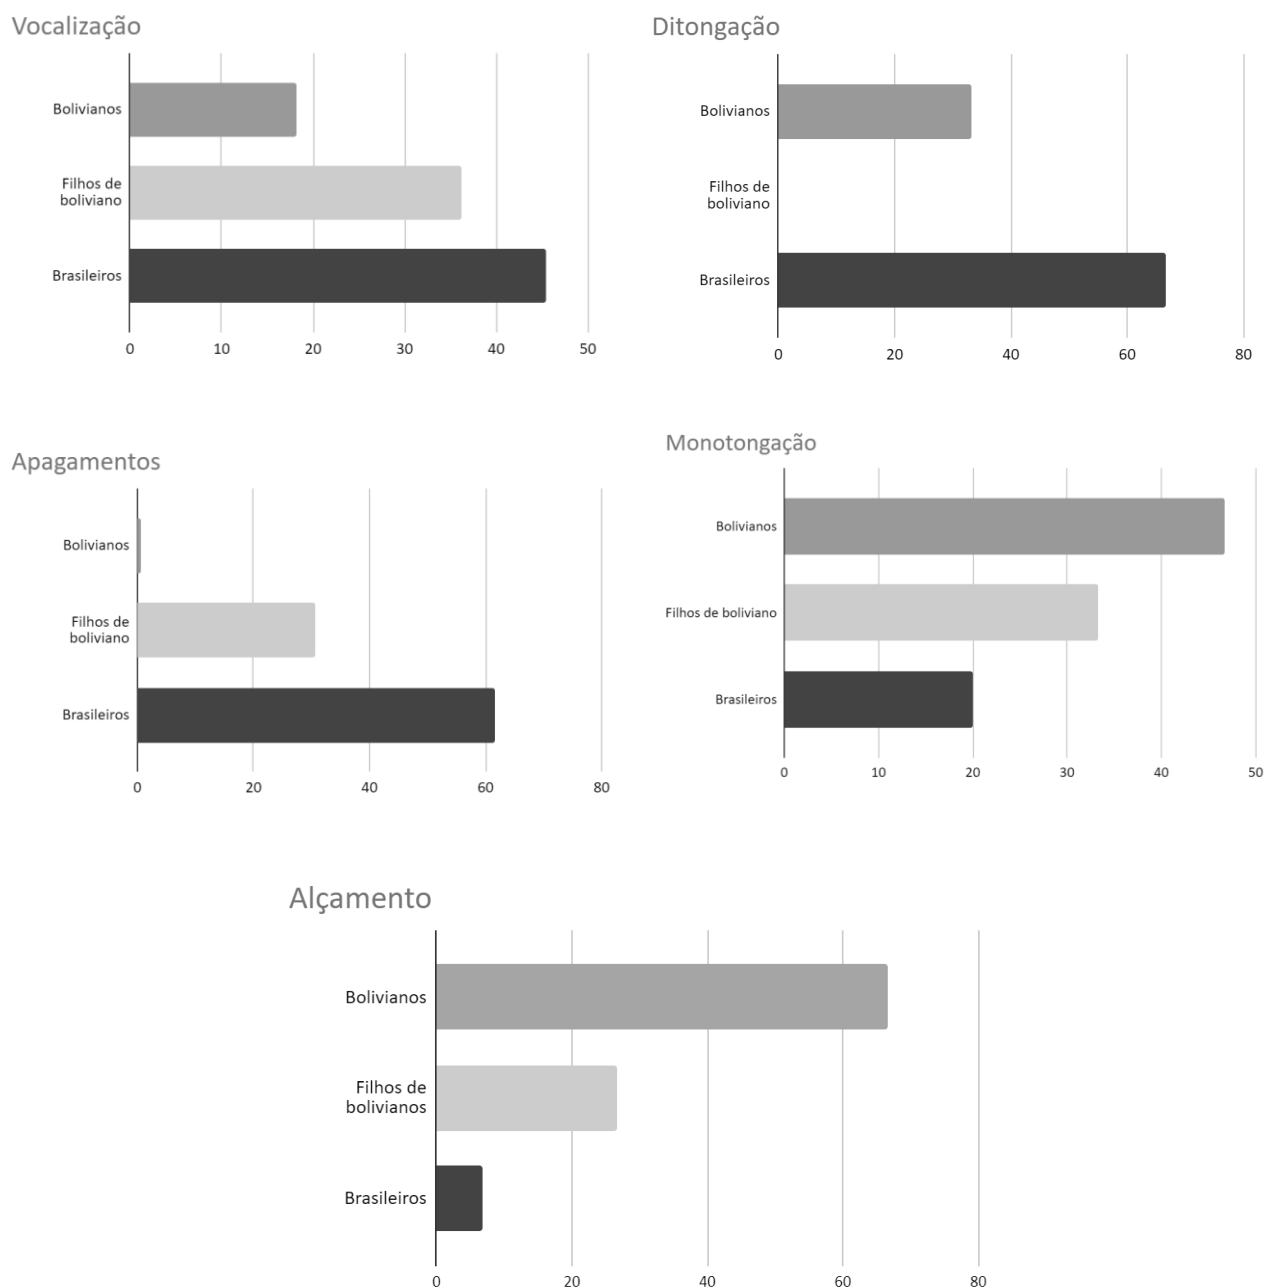 Vocalização
Bolivianos
Filhos de
boliviano
Brasileiros
0 10 20 30 40 50
Ditongação
Bolivianos
Filhos de
boliviano
Brasileiros
0 20 40 60 80
Apagamentos
Bolivianos
Filhos de
boliviano
Brasileiros
0 20 40 60 80
Monotongação
Bolivianos
Filhos de boliviano
Brasileiros
0 10 20 30 40 50
Alçamento
Bolivianos
Filhos de
bolivianos
Brasileiros
0 20 40 60 80